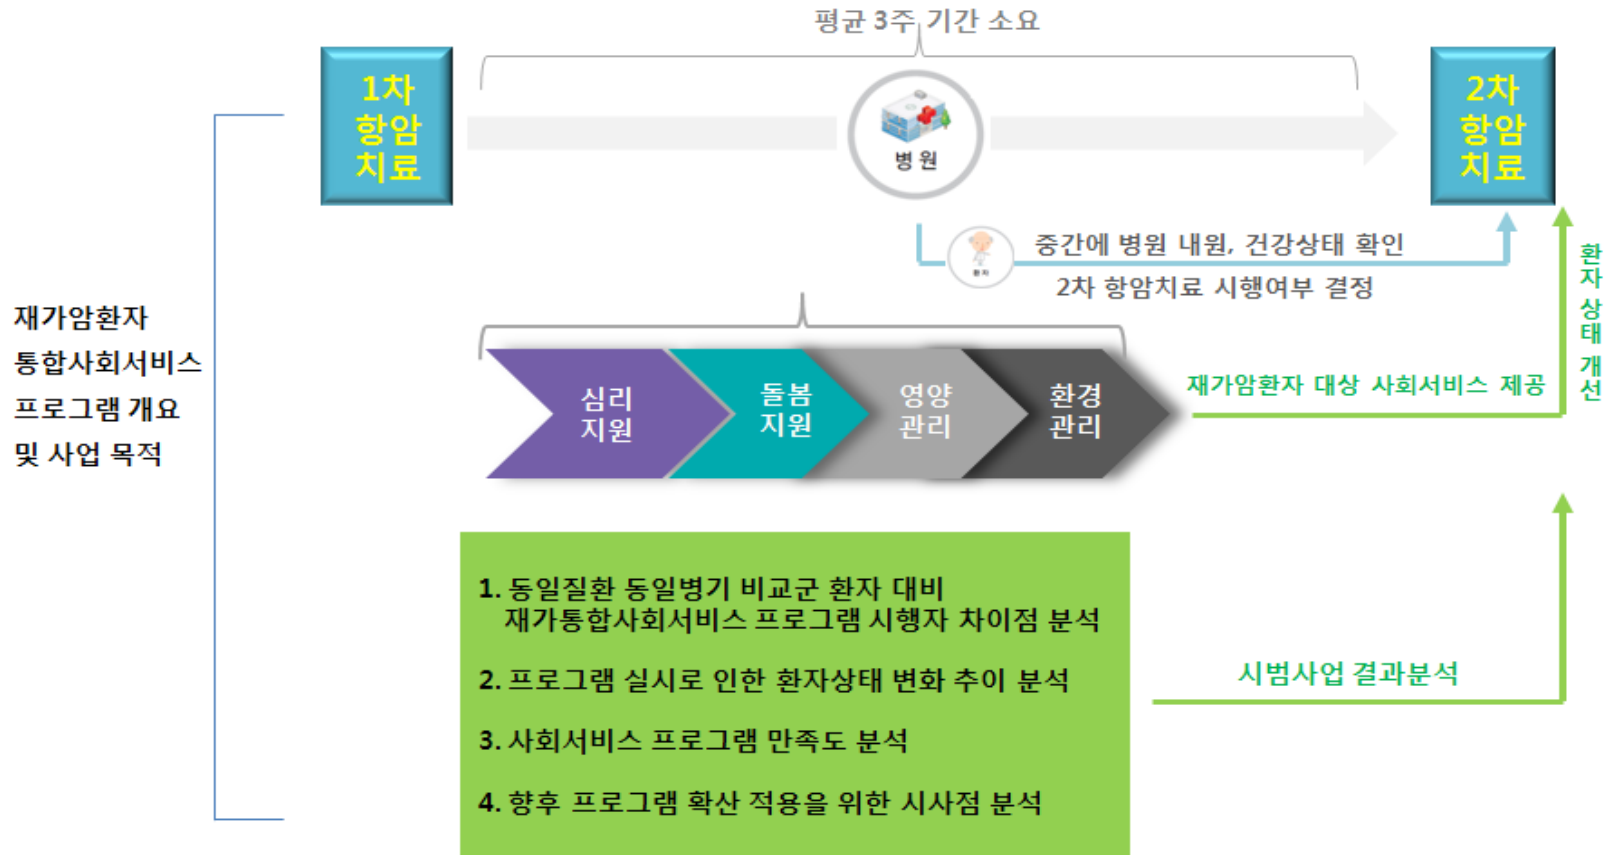 평균 3주 기간 소요
1차
항암
치료
병 원
2차
항암
치료
환자
중간에 병원 내원, 건강상태 확인
2차 항암치료 시행여부 결정
환자 상태 개선
재가암환자
통합사회서비스
프로그램 개요
및 사업 목적
심리
지원
돌봄
지원
영양
관리
환경
관리
재가암환자 대상 사회서비스 제공
1. 동일질환 동일병기 비교군 환자 대비
재가통합사회서비스 프로그램 시행자 차이점 분석
2. 프로그램 실시로 인한 환자상태 변화 추이 분석
3. 사회서비스 프로그램 만족도 분석
4. 향후 프로그램 확산 적용을 위한 시사점 분석
시범사업 결과분석